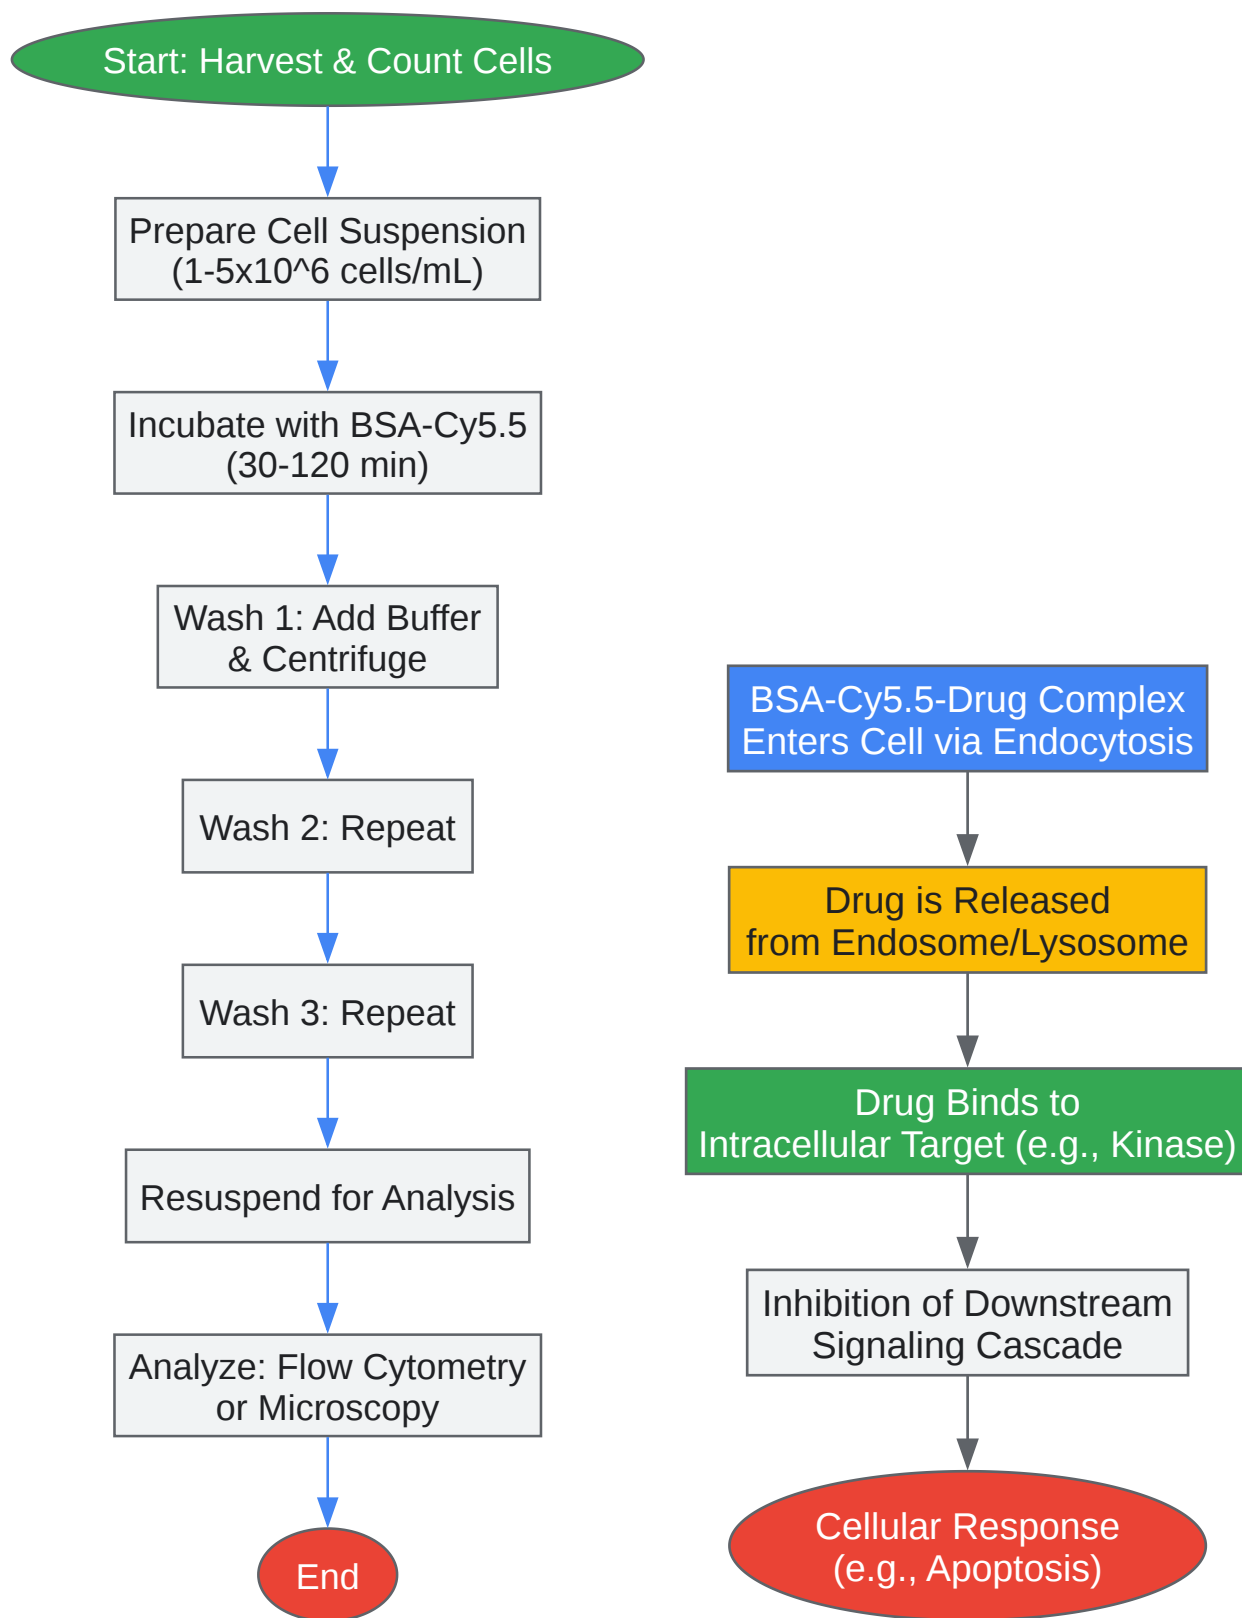 Start: Harvest & Count Cells
Prepare Cell Suspension
(1-5x10^6 cells/mL)
Incubate with BSA-Cy5.5
(30-120 min)
Wash 1: Add Buffer
& Centrifuge
Wash 2: Repeat
Wash 3: Repeat
Resuspend for Analysis
Analyze: Flow Cytometry
or Microscopy
End
BSA-Cy5.5-Drug Complex
Enters Cell via Endocytosis
Drug is Released
from Endosome/Lysosome
Drug Binds to
Intracellular Target (e.g., Kinase)
Inhibition of Downstream
Signaling Cascade
Cellular Response
(e.g., Apoptosis)